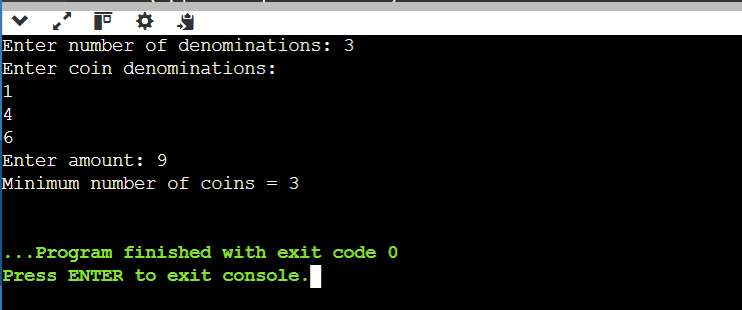 Enter number of denominations: 3
Enter coin denominations:
1
4
6
Enter amount: 9
Minimum number of coins = 3
...Program finished with exit code 0
Press ENTER to exit console.